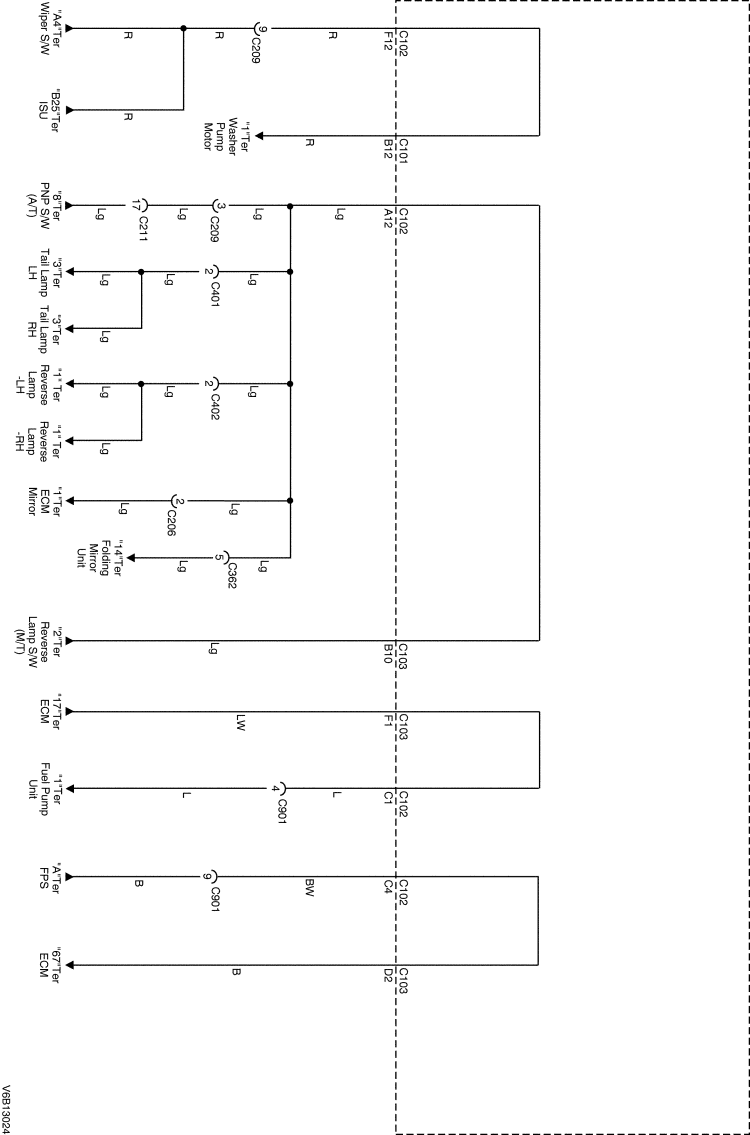 C102
F12
R
9
C209
R
R
"A4"Ter
Wiper S/W
R
"B25"Ter
ISU
C101
B12
R
"1"Ter
Washer
Pump
Motor
C102
A12
Lg
Lg
3
C209
Lg
17
C211
Lg
"8"Ter
PNP S/W
(A/T)
Lg
2
C401
Lg
Lg
"3"Ter
Tail Lamp
LH
Lg
"3"Ter
Tail Lamp
RH
Lg
2
C402
Lg
Lg
"1" Ter
Reverse
Lamp
-LH
Lg
"1" Ter
Reverse
Lamp
-RH
Lg
2
C206
Lg
"1"Ter
ECM
Mirror
Lg
5
C362
Lg
"14"Ter
Folding
Mirror
Unit
C103
B10
Lg
"2"Ter
Reverse
Lamp S/W
(M/T)
C103
F1
LW
"17"Ter
ECM
C102
C1
L
4
C901
L
"1"Ter
Fuel Pump
Unit
C102
C4
BW
9
C901
B
"A"Ter
FPS
C103
D2
B
"67"Ter
ECM
V6B13024